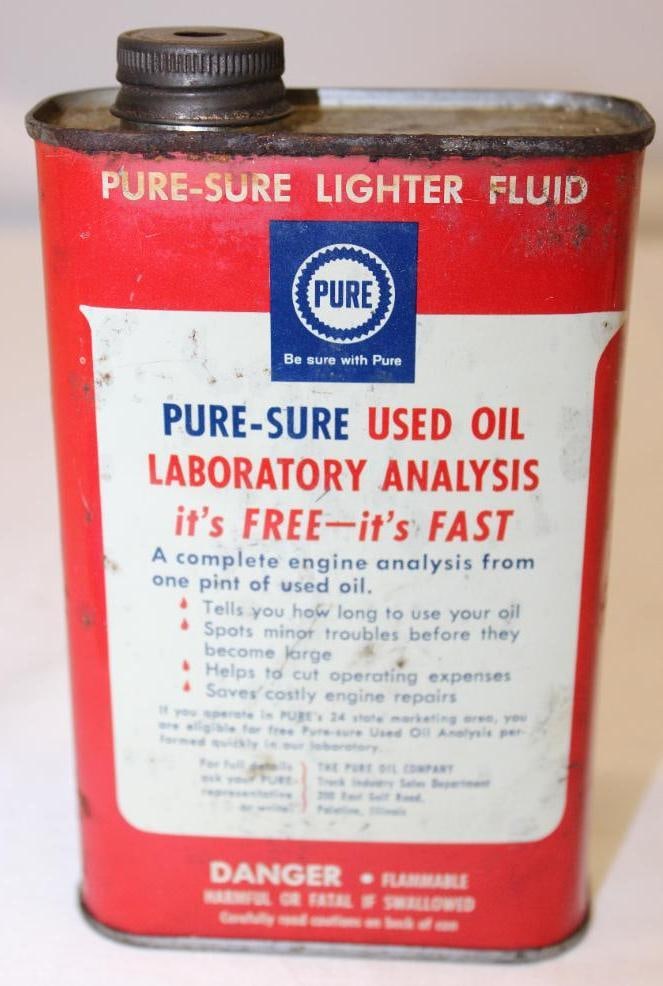 PURE-SURE LIGHTER FLUID
PURE
Be sure with Pure
PURE-SURE USED OIL
LABORATORY ANALYSIS
it's FREE—it's FAST
A complete engine analysis from
one pint of used oil.
Tells you how long to use your oil
Spots minor troubles before they
become large
Helps to cut operating expenses
Saves costly engine repairs
If you operate in PURE's 24 state marketing area, you
are eligible for free Pure-sure Used Oil Analysis per-
formed quickly in our laboratory.
For full details
ask your PURE
representative
or write:
THE PURE OIL COMPANY
Truck Industry Sales Department
200 East Golf Road,
Palatine, Illinois
DANGER • FLAMMABLE
HARMFUL OR FATAL IF SWALLOWED
Carefully read cautions on back of can